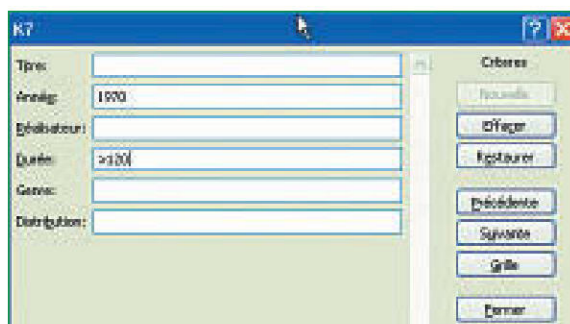 K7
Titre:
Critères
Année: 1970
Nouvelle
Réalisateur:
Effacer
Durée: >120
Restaurer
Genre:
Précédente
Distribution:
Suivante
Grille
Fermer